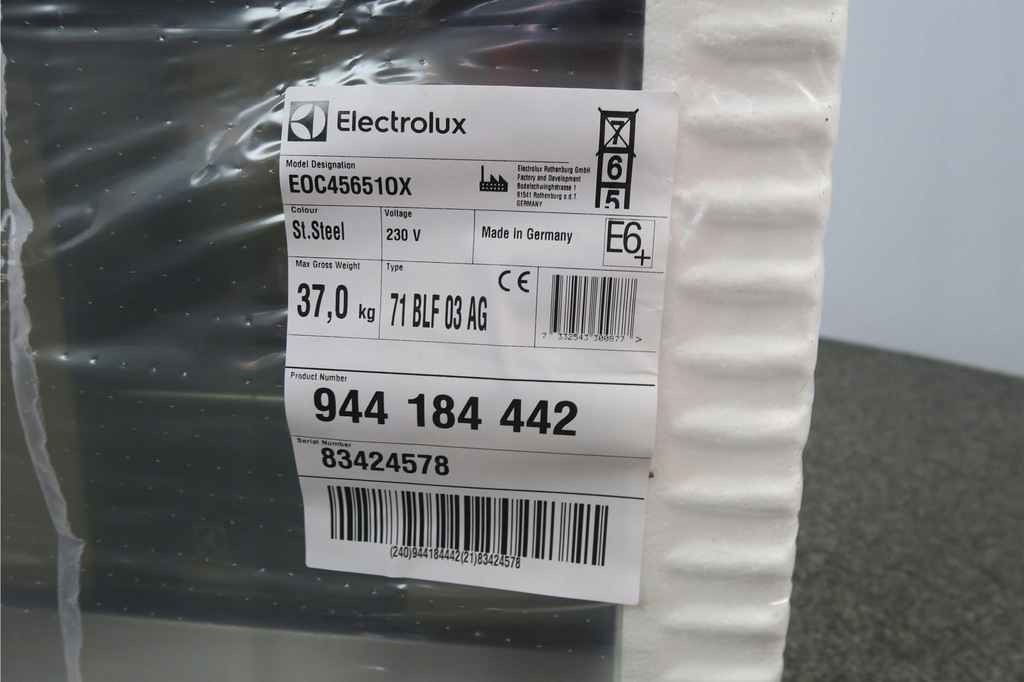 Electrolux
7
6
5
Model Designation
EOC45651OX
Electrolux Rothenburg GmbH
Factory and Development
Bodelschwinghstrasse 1
91541 Rothenburg o.d.T.
GERMANY
Colour
St.Steel
Voltage
230 V
Made in Germany
E6+
Max Gross Weight
37,0 kg
Type
71 BLF 03 AG
CE
7 332543 300877 >
Product Number
944 184 442
Serial Number
83424578
(240)944184442(21)83424578